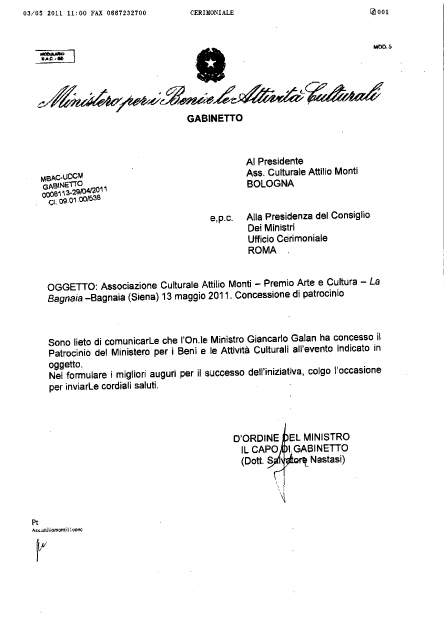 03/05 2011 11:00 FAX 0667232700 CERIMONIALE 001
MODULARIO
B.A.C. - 66
MOD. 5
Ministero per i Beni e le Attività Culturali
GABINETTO
MBAC-UDCM
GABINETTO
0008113-29/04/2011
Cl. 09.01.00/536
Al Presidente
Ass. Culturale Attilio Monti
BOLOGNA
e,p.c. Alla Presidenza del Consiglio
Dei Ministri
Ufficio Cerimoniale
ROMA
OGGETTO: Associazione Culturale Attilio Monti – Premio Arte e Cultura – La
Bagnaia –Bagnaia (Siena) 13 maggio 2011. Concessione di patrocinio
Sono lieto di comunicarLe che l'On.le Ministro Giancarlo Galan ha concesso il
Patrocinio del Ministero per i Beni e le Attività Culturali all'evento indicato in
oggetto.
Nel formulare i migliori auguri per il successo dell'iniziativa, colgo l'occasione
per inviarLe cordiali saluti.
D'ORDINE DEL MINISTRO
IL CAPO DI GABINETTO
(Dott. Salvatore Nastasi)
Pt